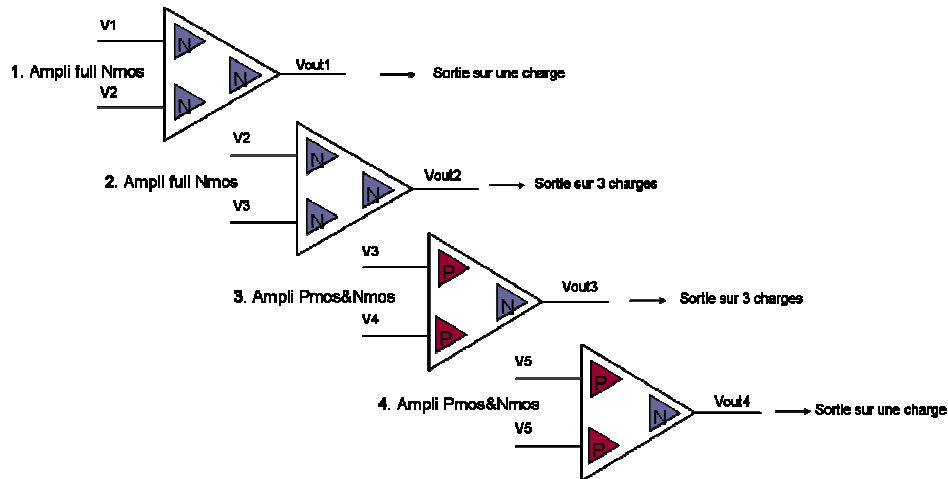 V1
N
1. Ampli full Nmos
N
Vout1
Sortie sur une charge
V2
N
V2
N
2. Ampli full Nmos
N
Vout2
Sortie sur 3 charges
V3
N
V3
P
3. Ampli Pmos&Nmos
N
Vout3
Sortie sur 3 charges
V4
P
V5
P
4. Ampli Pmos&Nmos
N
Vout4
Sortie sur une charge
V5
P